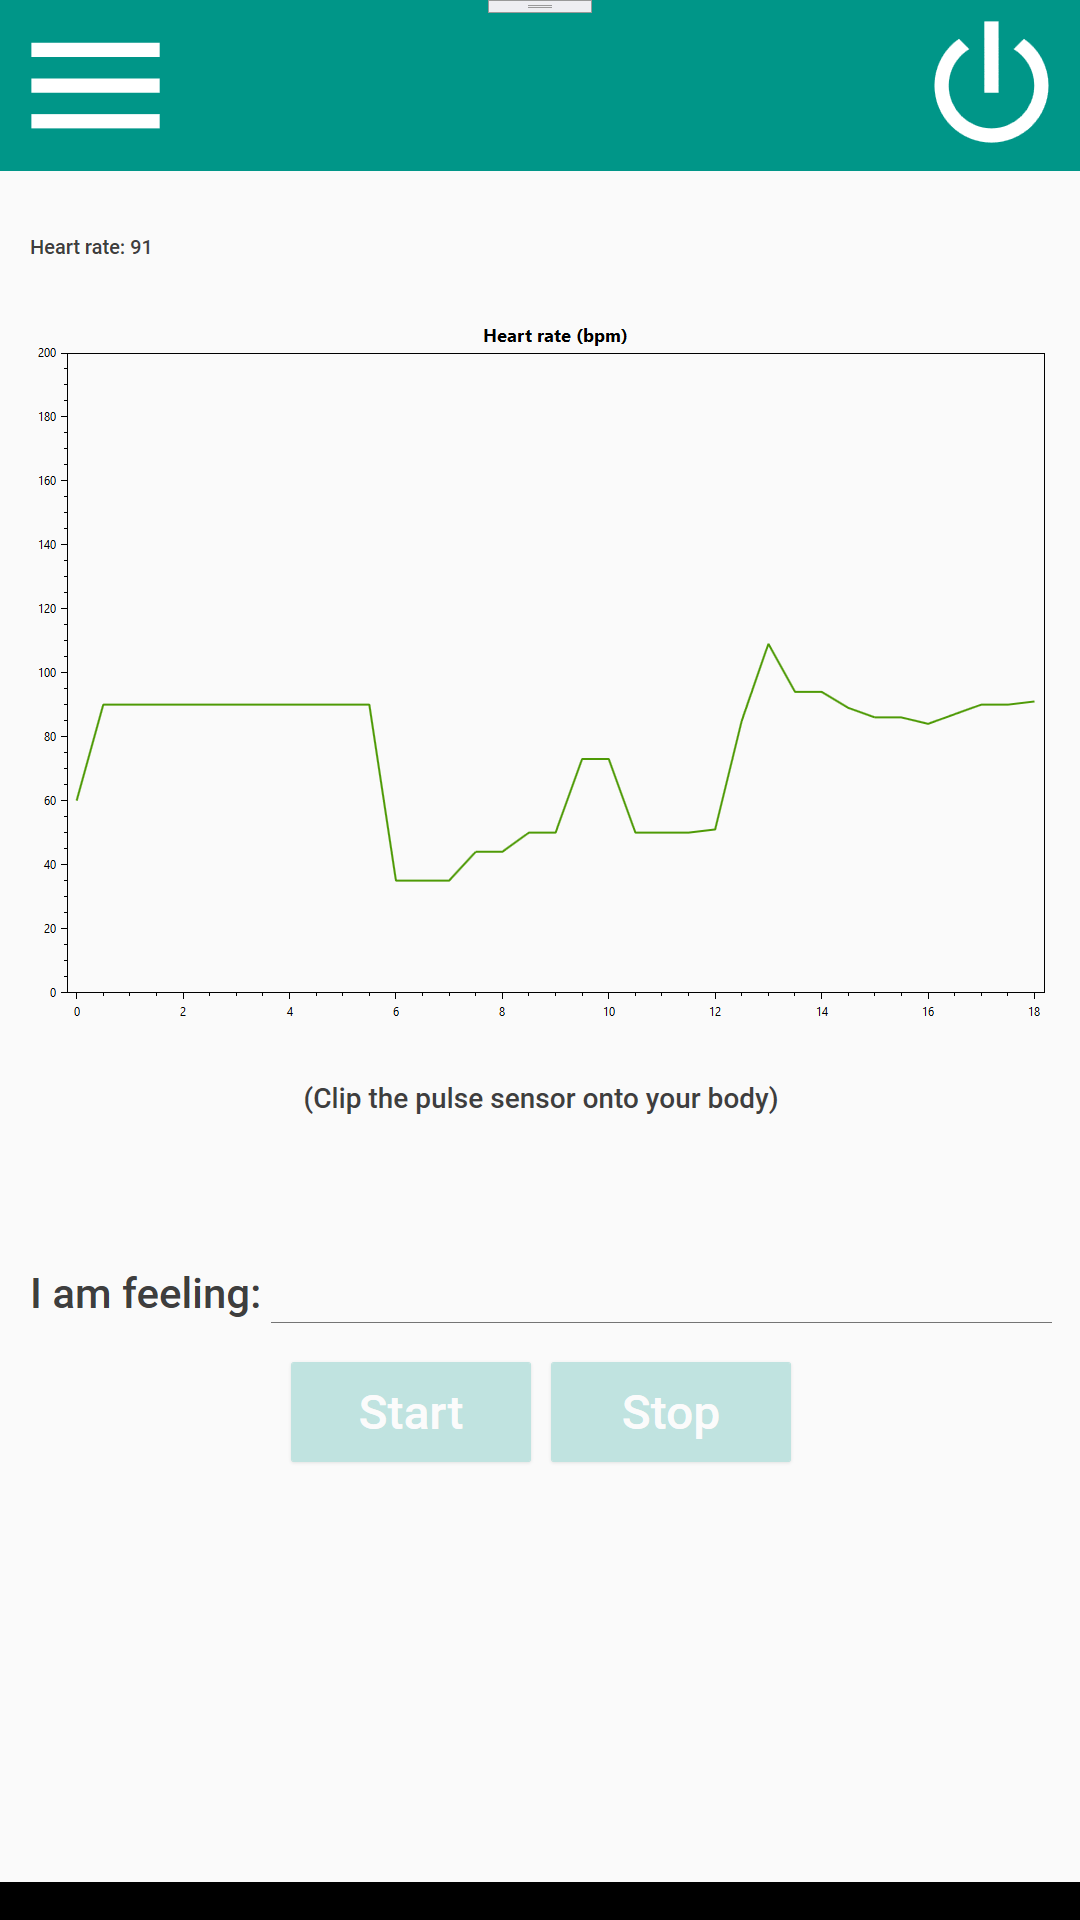 Heart rate: 91
Heart rate (bpm)
200
180
160
140
120
100
80
60
40
20
0
0 2 4 6 8 10 12 14 16 18
(Clip the pulse sensor onto your body)
I am feeling:
Start Stop